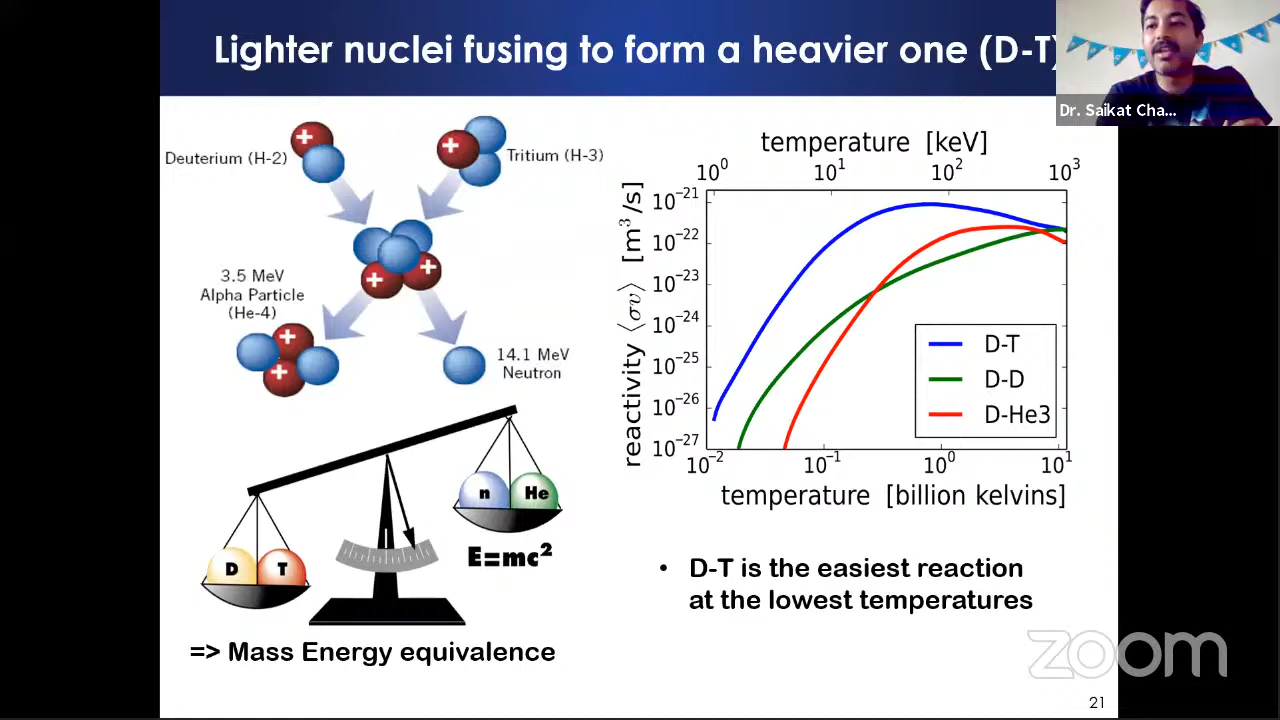 Lighter nuclei fusing to form a heavier one (D-T)
Dr. Saikat Cha...
+
+
Deuterium (H-2)
Tritium (H-3)
+
+
3.5 MeV
Alpha Particle
(He-4)
+
+
14.1 MeV
Neutron
n
He
E=mc²
D
T
=> Mass Energy equivalence
temperature [keV]
10⁰
10¹
10²
10³
reactivity ⟨σv⟩ [m³/s]
10⁻²¹
10⁻²²
10⁻²³
10⁻²⁴
10⁻²⁵
10⁻²⁶
10⁻²⁷
D-T
D-D
D-He3
10⁻²
10⁻¹
10⁰
10¹
temperature [billion kelvins]
• D-T is the easiest reaction
at the lowest temperatures
zoom
21